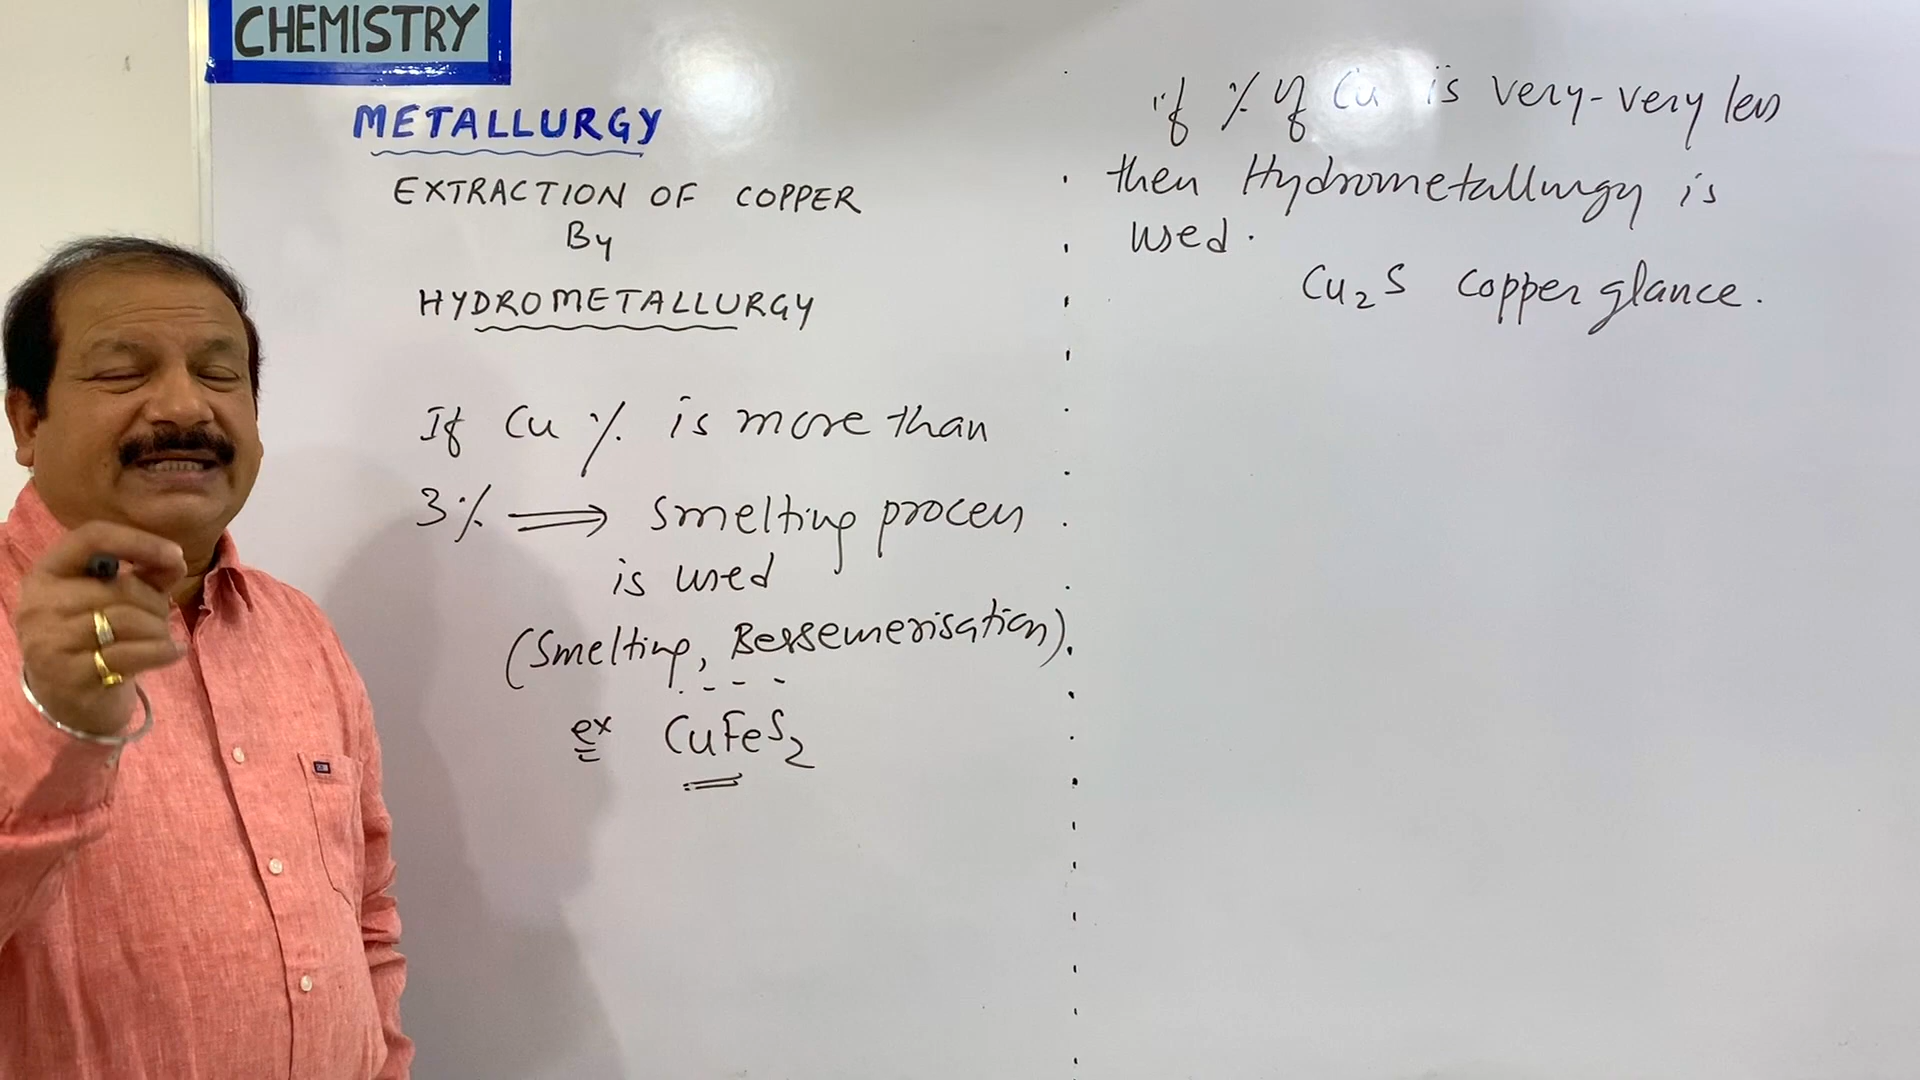 CHEMISTRY
METALLURGY
EXTRACTION OF COPPER
By
HYDROMETALLURGY
If Cu % is more than
3% ⟹ Smelting process
is used
(Smelting, Bessemerisation).
- - -
ex CuFeS₂
if % of Cu is very-very less
then Hydrometallurgy is
used.
Cu₂S Copper glance.